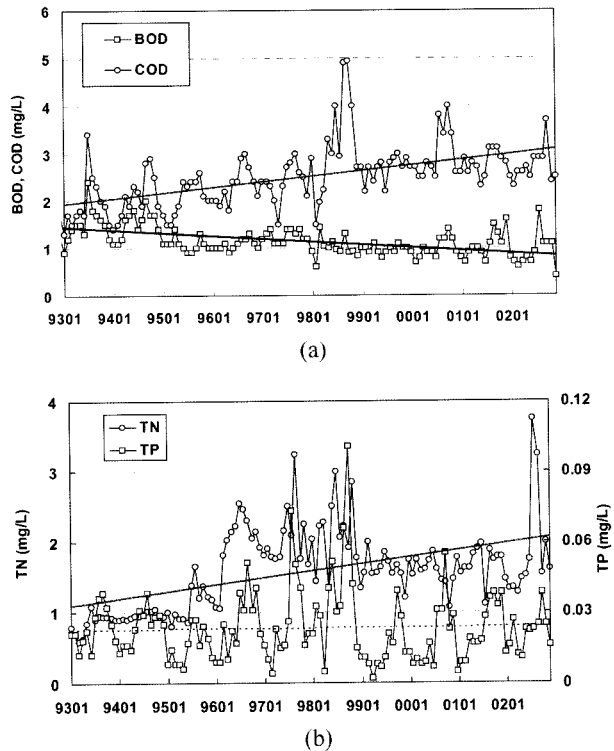 6
5
4
3
2
1
0
BOD, COD (mg/L)
BOD
COD
9301 9401 9501 9601 9701 9801 9901 0001 0101 0201
(a)
4
3
2
1
0
TN (mg/L)
TN
TP
0.12
0.09
0.06
0.03
0
TP (mg/L)
9301 9401 9501 9601 9701 9801 9901 0001 0101 0201
(b)